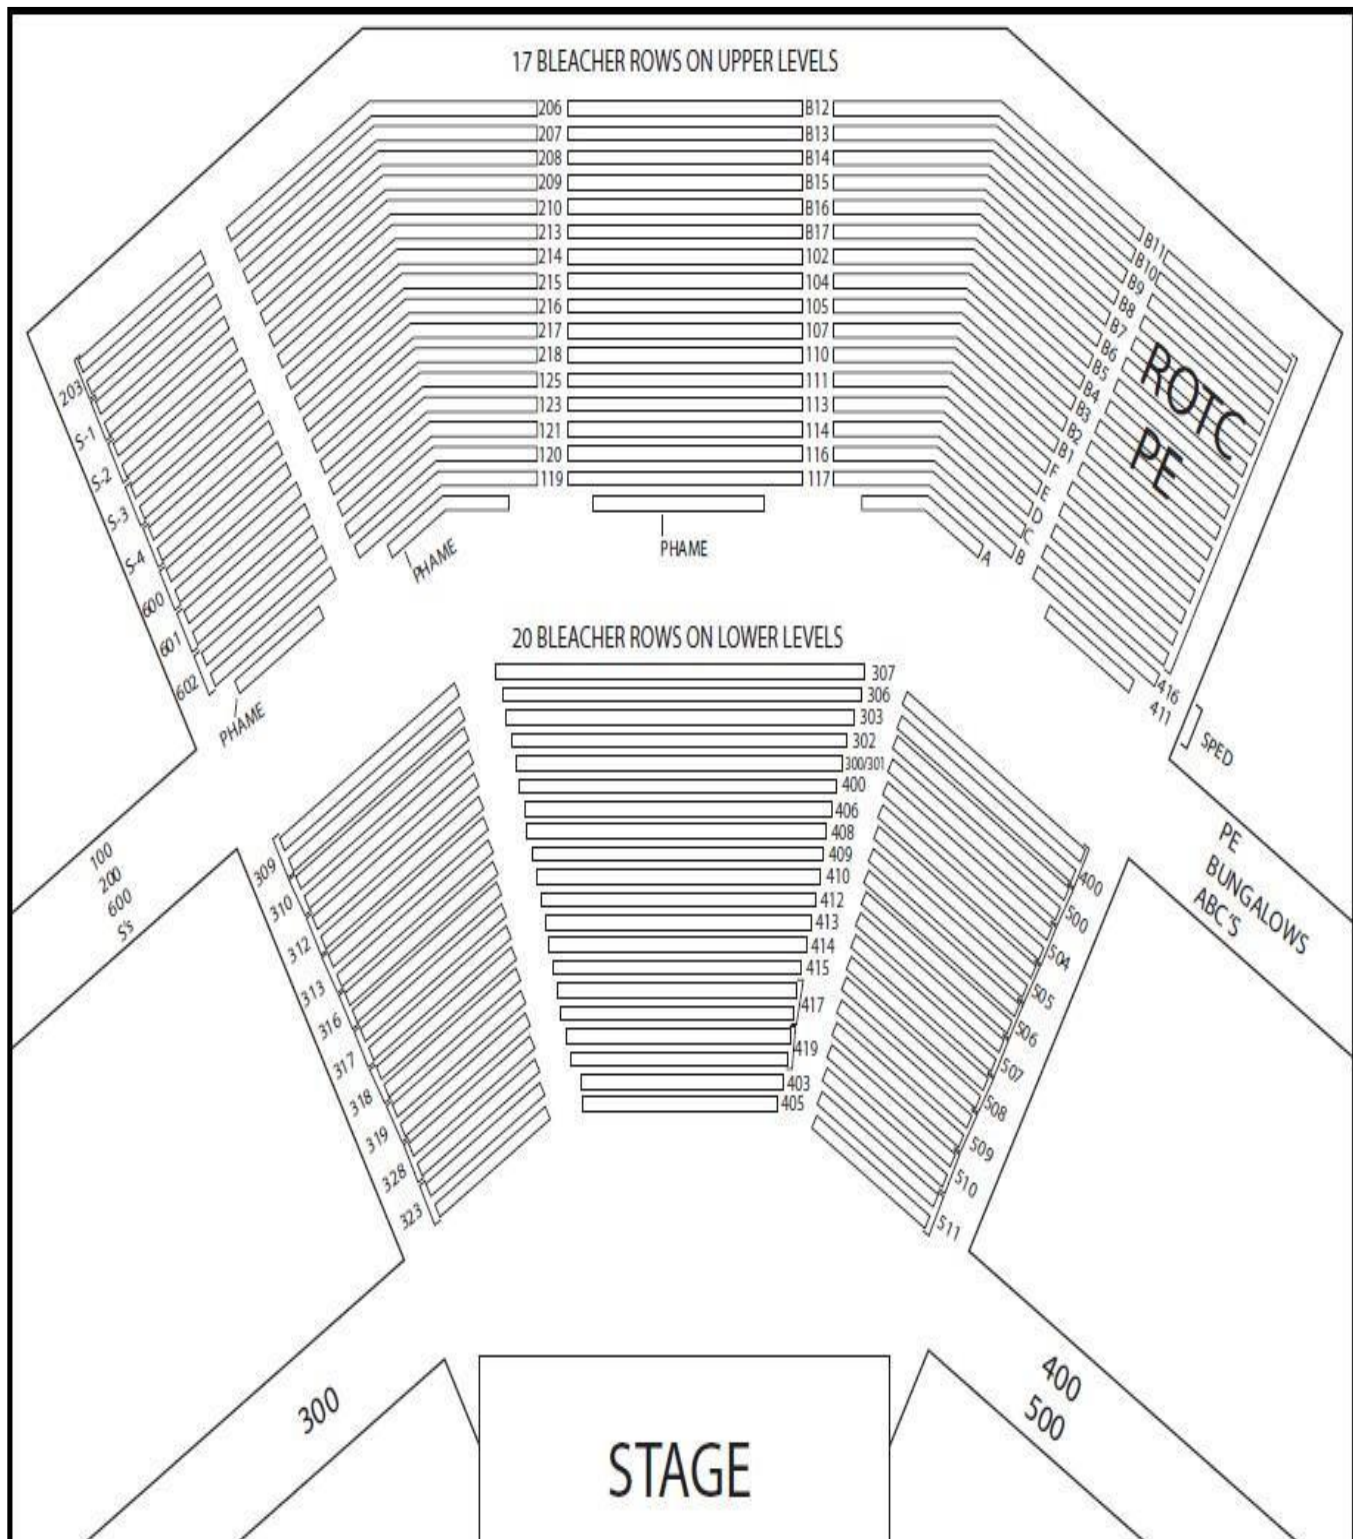 17 BLEACHER ROWS ON UPPER LEVELS
206 B12
207 B13
208 B14
209 B15
210 B16
213 B17
214 102
215 104
216 105
217 107
218 110
125 111
123 113
121 114
120 116
119 117
B11
B10
B9
B8
B7
B6
B5
B4
B3
B2
B1
F
E
D
C
B
A
ROTC
PE
203
S-1
S-2
S-3
S-4
600
601
602
PHAME
PHAME
PHAME
416
411
SPED
20 BLEACHER ROWS ON LOWER LEVELS
307
306
303
302
300/301
400
406
408
409
410
412
413
414
415
417
419
403
405
100
200
600
S's
309
310
312
313
316
317
318
319
328
323
400
500
504
505
506
507
508
509
510
511
PE
BUNGALOWS
ABC'S
300
400
500
STAGE